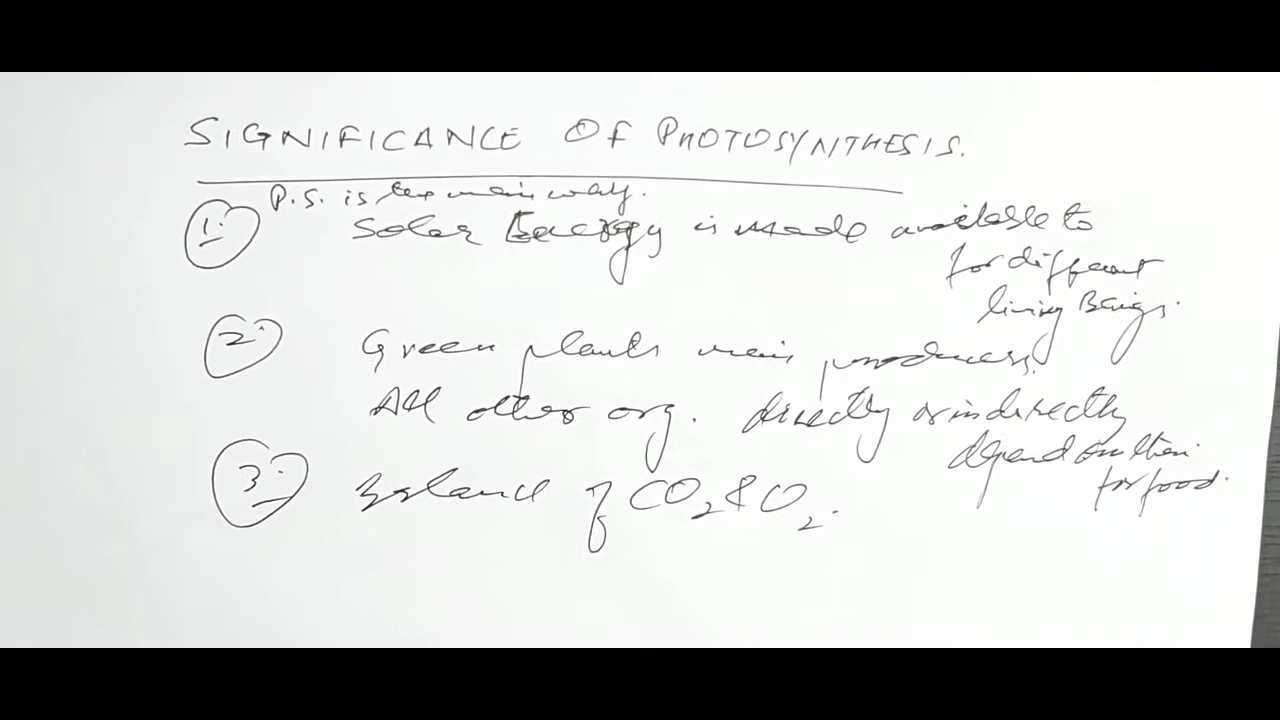 SIGNIFICANCE OF PHOTOSYNTHESIS.
P.S. is the main way.
1. Solar Energy is made available to
for different
living Beings.
2. Green plants main producers.
All other org. directly or indirectly
depend on them
for food.
3. Balance of CO₂ & O₂.